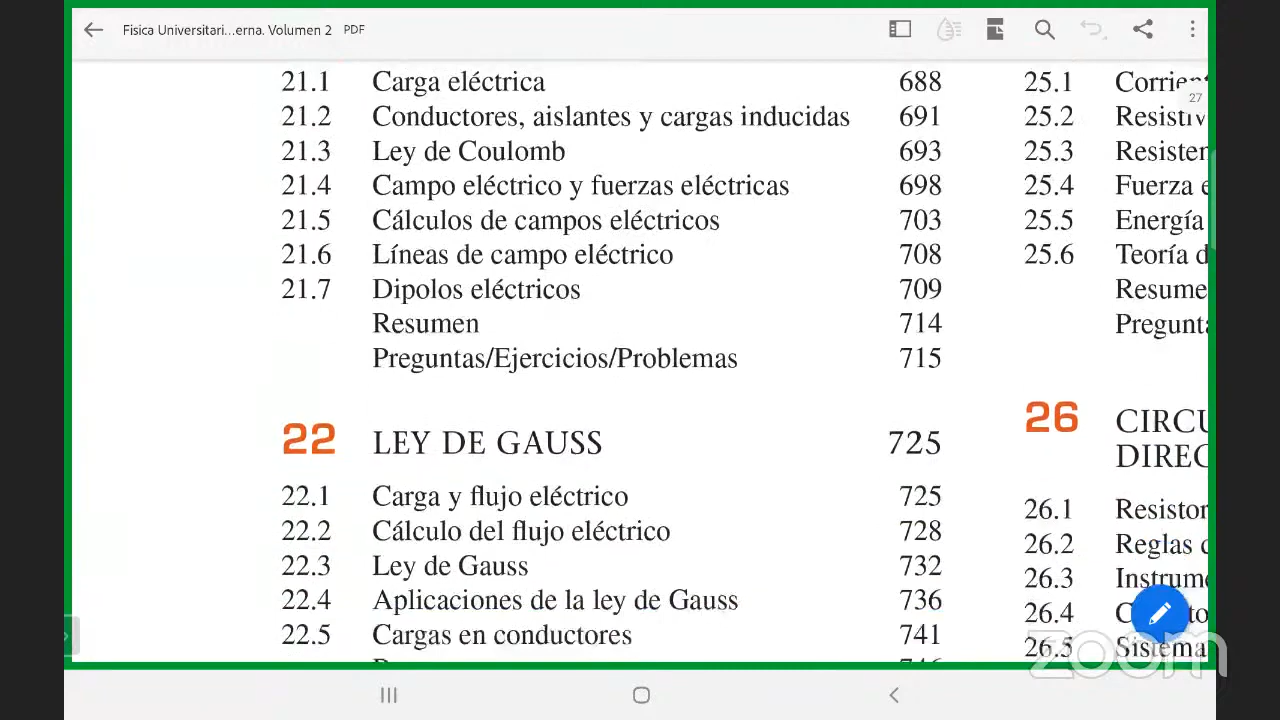 Fisica Universitari...ema. Volumen 2 PDF
21.1 Carga eléctrica 688
21.2 Conductores, aislantes y cargas inducidas 691
21.3 Ley de Coulomb 693
21.4 Campo eléctrico y fuerzas eléctricas 698
21.5 Cálculos de campos eléctricos 703
21.6 Líneas de campo eléctrico 708
21.7 Dipolos eléctricos 709
Resumen 714
Preguntas/Ejercicios/Problemas 715
22 LEY DE GAUSS 725
22.1 Carga y flujo eléctrico 725
22.2 Cálculo del flujo eléctrico 728
22.3 Ley de Gauss 732
22.4 Aplicaciones de la ley de Gauss 736
22.5 Cargas en conductores 741
27
25.1
25.2
25.3
25.4 Fuerza
25.5 Energía
25.6 Teoría
26
26.1
26.2 Reglas
26.3
26.4
26.5 Sistema
zoom